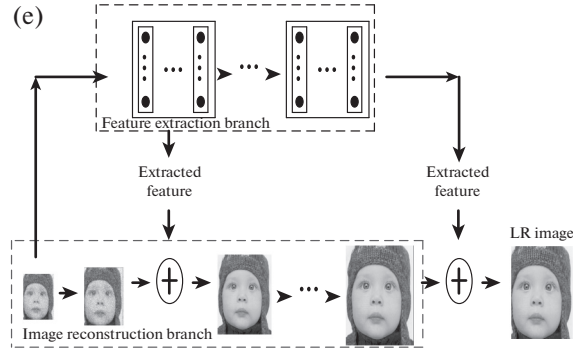 (e)
Feature extraction branch
Extracted
feature
Extracted
feature
LR image
Image reconstruction branch